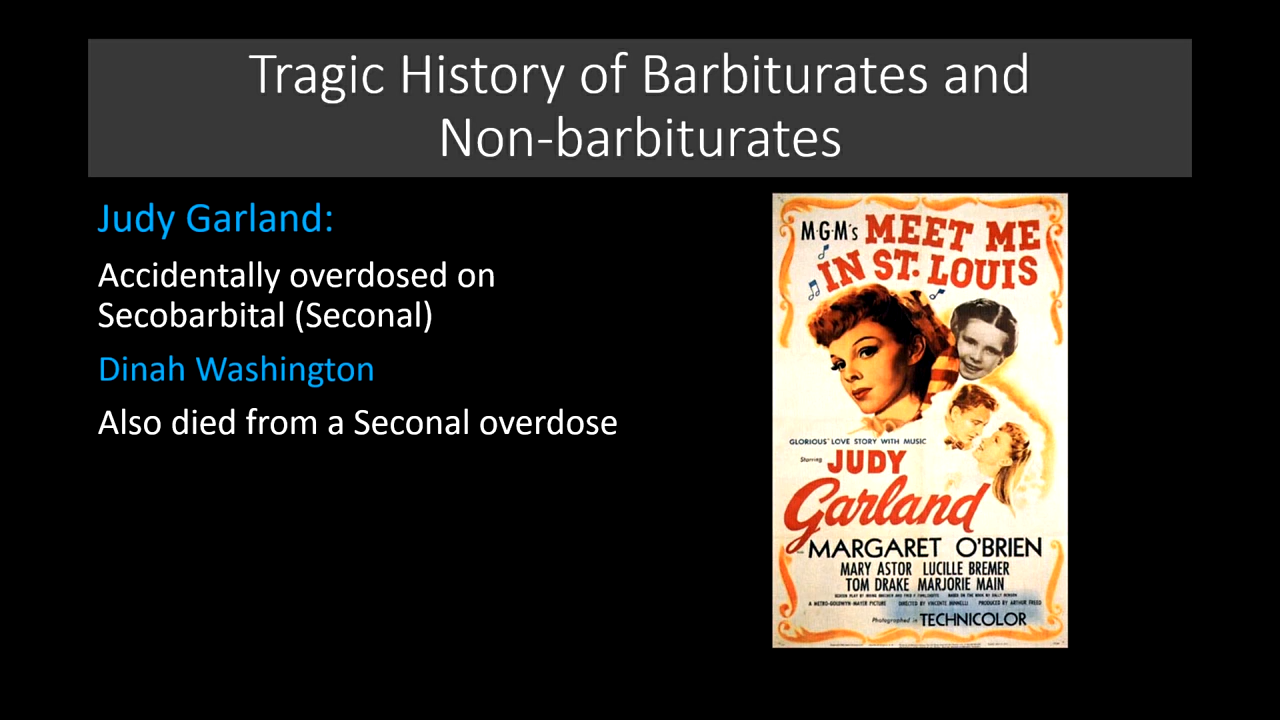 Tragic History of Barbiturates and
Non-barbiturates
Judy Garland:
Accidentally overdosed on
Secobarbital (Seconal)
Dinah Washington
Also died from a Seconal overdose
M·G·M's MEET ME
IN ST. LOUIS
GLORIOUS LOVE STORY WITH MUSIC
Starring JUDY
Garland
MARGARET O'BRIEN
MARY ASTOR LUCILLE BREMER
TOM DRAKE MARJORIE MAIN
A METRO-GOLDWYN-MAYER PICTURE DIRECTED BY VINCENTE MINNELLI PRODUCED BY ARTHUR FREED
Photographed in TECHNICOLOR